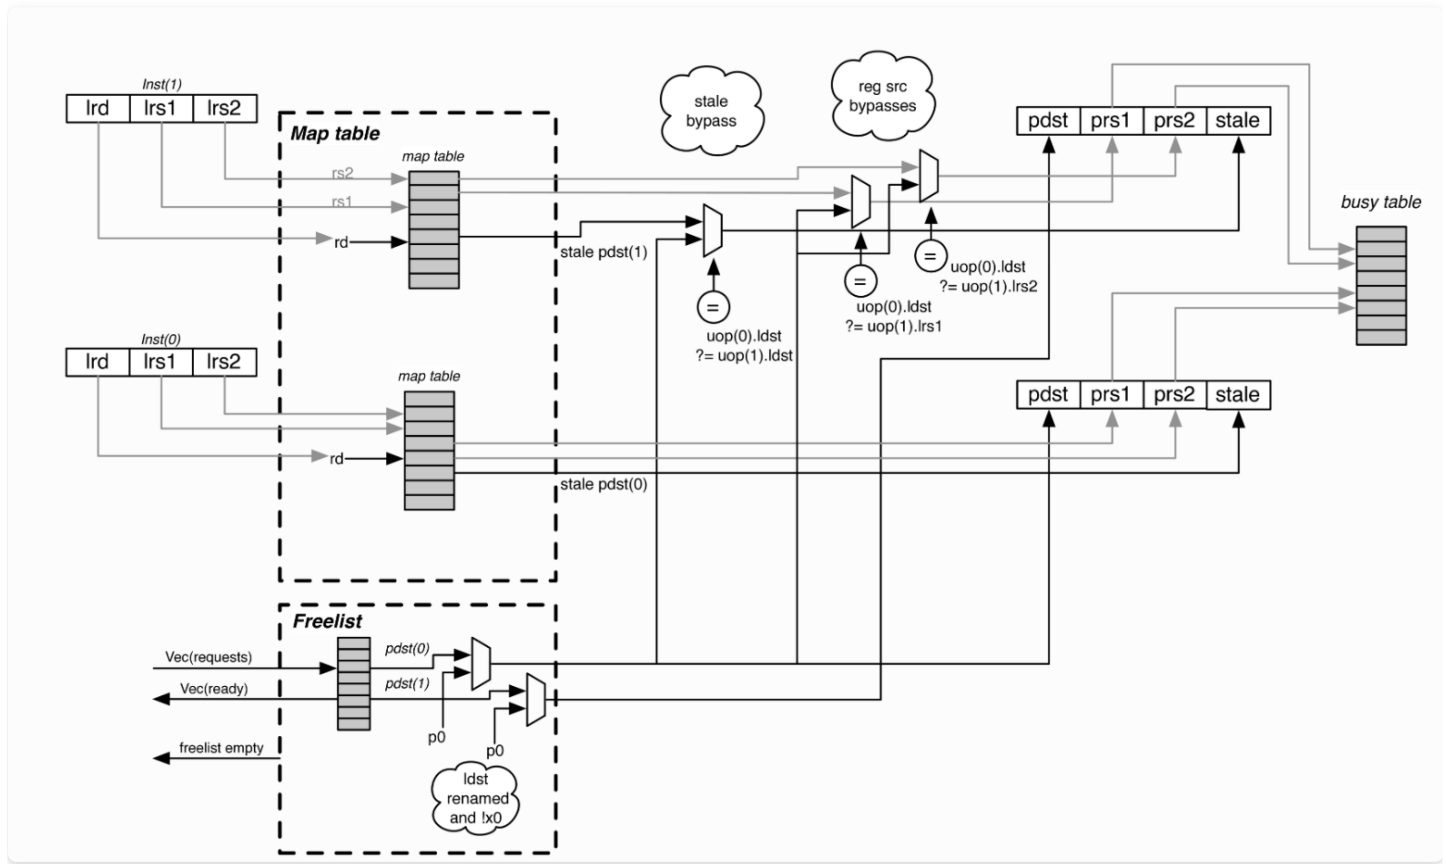 Inst(1)
lrd lrs1 lrs2
stale
bypass
reg src
bypasses
pdst prs1 prs2 stale
Map table
map table
rs2
rs1
rd
stale pdst(1)
=
=
=
uop(0).ldst
?= uop(1).lrs2
uop(0).ldst
?= uop(1).lrs1
uop(0).ldst
?= uop(1).ldst
busy table
Inst(0)
lrd lrs1 lrs2
map table
rd
stale pdst(0)
pdst prs1 prs2 stale
Freelist
Vec(requests)
pdst(0)
Vec(ready)
pdst(1)
p0
p0
freelist empty
ldst
renamed
and !x0